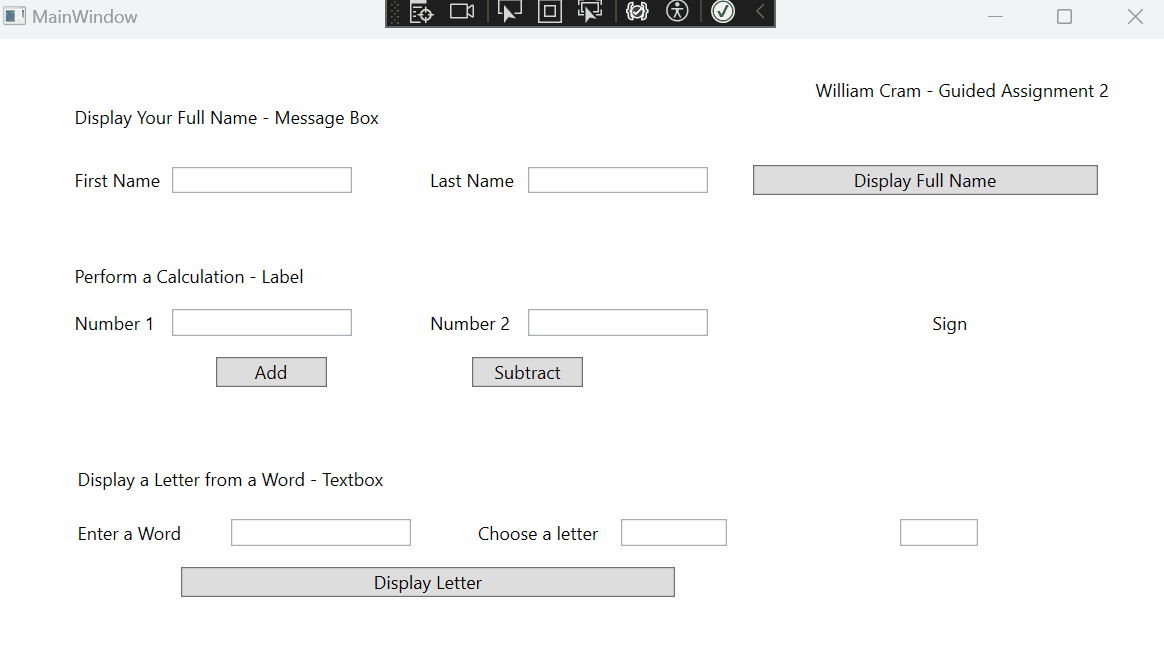 MainWindow
William Cram - Guided Assignment 2
Display Your Full Name - Message Box
First Name
Last Name
Display Full Name
Perform a Calculation - Label
Number 1
Number 2
Sign
Add
Subtract
Display a Letter from a Word - Textbox
Enter a Word
Choose a letter
Display Letter